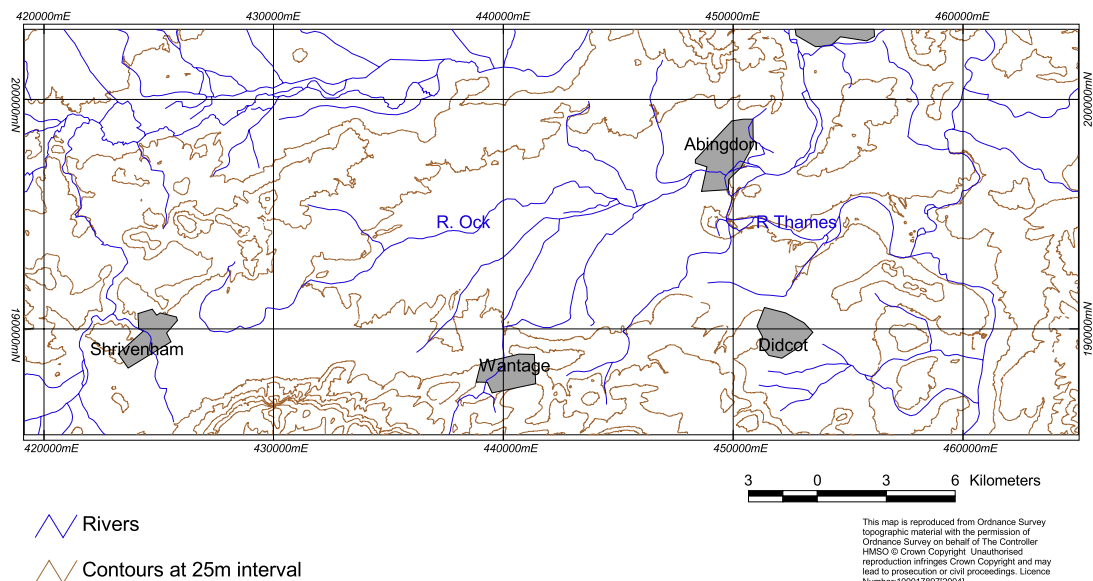 420000mE 430000mE 440000mE 450000mE 460000mE
200000mN 200000mN
Abingdon
R. Ock R Thames
190000mN 190000mN
Shrivenham Wantage Didcot
420000mE 430000mE 440000mE 450000mE 460000mE
3 0 3 6 Kilometers
Rivers
Contours at 25m interval
This map is reproduced from Ordnance Survey
topographic material with the permission of
Ordnance Survey on behalf of The Controller
HMSO © Crown Copyright Unauthorised
reproduction infringes Crown Copyright and may
lead to prosecution or civil proceedings. Licence